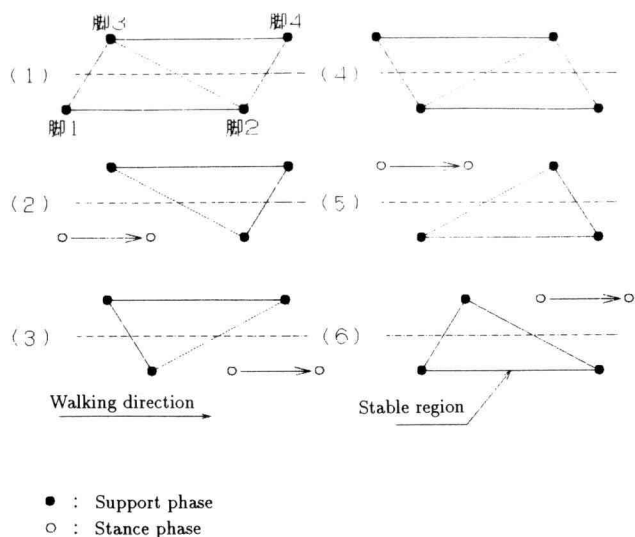 脚3
脚4
(1)
(4)
脚1
脚2
(2)
(5)
(3)
(6)
Walking direction
Stable region
● : Support phase
○ : Stance phase